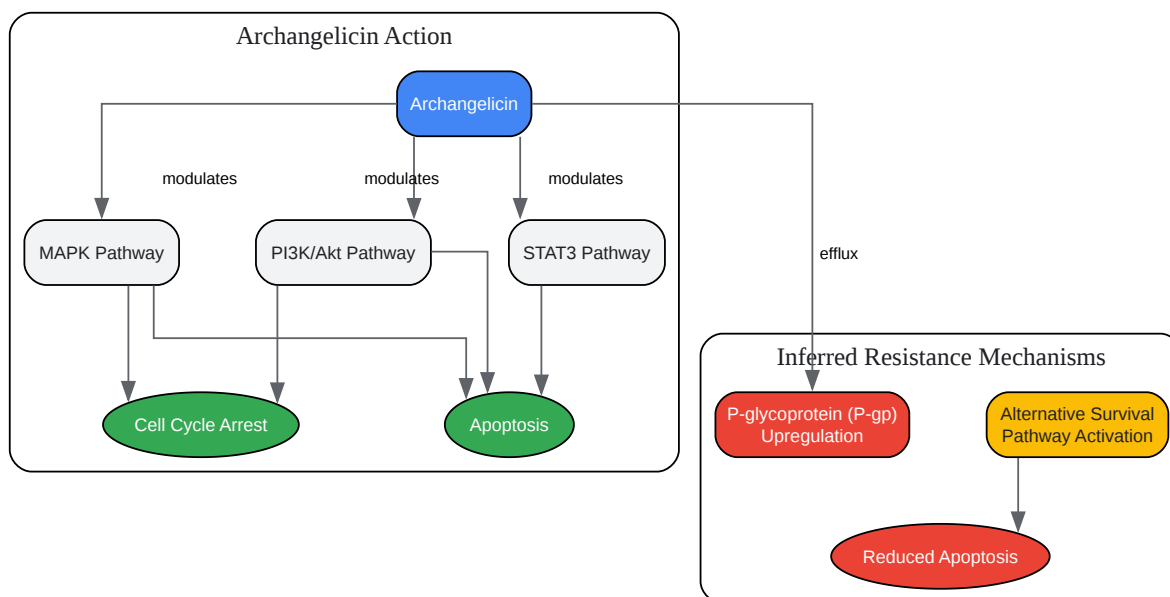 Archangelicin Action
Archangelicin
modulates
modulates
modulates
MAPK Pathway
PI3K/Akt Pathway
STAT3 Pathway
efflux
Cell Cycle Arrest
Apoptosis
Inferred Resistance Mechanisms
P-glycoprotein (P-gp)
Upregulation
Alternative Survival
Pathway Activation
Reduced Apoptosis